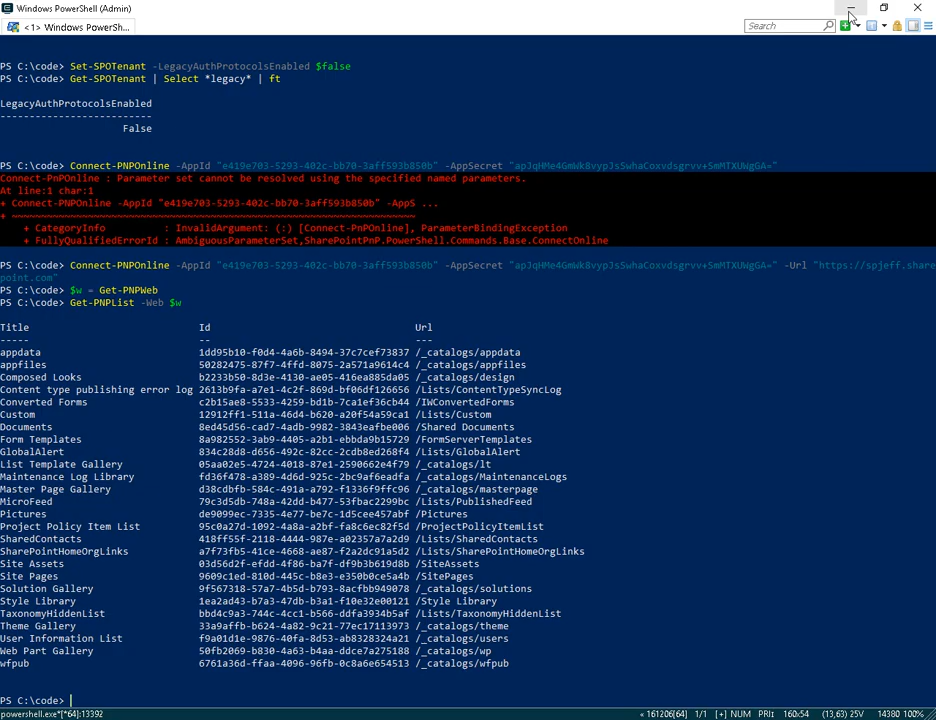 Windows PowerShell (Admin)
<1> Windows PowerSh...
Search
PS C:\code> Set-SPOTenant -LegacyAuthProtocolsEnabled $false
PS C:\code> Get-SPOTenant | Select *legacy* | ft
LegacyAuthProtocolsEnabled
--------------------------
False
PS C:\code> Connect-PNPOnline -AppId "e419e703-5293-402c-bb70-3aff593b850b" -AppSecret "apJqHMe4GmWk8vypJsSwhaCoxvdsgrvv+SmMTXUWgGA="
Connect-PNPOnline : Parameter set cannot be resolved using the specified named parameters.
At line:1 char:1
+ Connect-PNPOnline -AppId "e419e703-5293-402c-bb70-3aff593b850b" -AppS ...
+ ~~~~~~~~~~~~~~~~~~~~~~~~~~~~~~~~~~~~~~~~~~~~~~~~~~~~~~~~~~~~~~~~~~~~~
+ CategoryInfo : InvalidArgument: (:) [Connect-PnPOnline], ParameterBindingException
+ FullyQualifiedErrorId : AmbiguousParameterSet,SharePointPnP.PowerShell.Commands.Base.ConnectOnline
PS C:\code> Connect-PNPOnline -AppId "e419e703-5293-402c-bb70-3aff593b850b" -AppSecret "apJqHMe4GmWk8vypJsSwhaCoxvdsgrvv+SmMTXUWgGA=" -Url "https://spjeff.share
point.com"
PS C:\code> $w = Get-PNPWeb
PS C:\code> Get-PNPList -Web $w
Title Id Url
----- -- ---
appdata 1dd95b10-f0d4-4a6b-8494-37c7cef73837 /_catalogs/appdata
appfiles 50282475-87f7-4ffd-8075-2a571a9614c4 /_catalogs/appfiles
Composed Looks b2233b50-8d3e-4130-ae05-416ea885da05 /_catalogs/design
Content type publishing error log 2613b9fa-a7e1-4c2f-869d-bf06df126656 /Lists/ContentTypeSyncLog
Converted Forms c2b15ae8-5533-4259-bd1b-7ca1ef36cb44 /IWConvertedForms
Custom 12912ff1-511a-46d4-b620-a20f54a59ca1 /Lists/Custom
Documents 8ed45d56-cad7-4adb-9982-3843eafbe006 /Shared Documents
Form Templates 8a982552-3ab9-4405-a2b1-ebbda9b15729 /FormServerTemplates
GlobalAlert 834c28d8-d656-492c-82cc-2cdb8ed268f4 /Lists/GlobalAlert
List Template Gallery 05aa02e5-4724-4018-87e1-2590662e4f79 /_catalogs/lt
Maintenance Log Library fd36f478-a389-4d6d-925c-2bc9af6eadfa /_catalogs/MaintenanceLogs
Master Page Gallery d38cdbfb-584c-491a-a792-f1336f9ffc96 /_catalogs/masterpage
MicroFeed 79c3d5db-748a-42dd-b477-53fbac2299bc /Lists/PublishedFeed
Pictures de9099ec-7335-4e77-be7c-1d5cee457abf /Pictures
Project Policy Item List 95c0a27d-1092-4a8a-a2bf-fa8c6ec82f5d /ProjectPolicyItemList
SharedContacts 418ff55f-2118-4444-987e-a02357a7a2d9 /Lists/SharedContacts
SharePointHomeOrgLinks a7f73fb5-41ce-4668-ae87-f2a2dc91a5d2 /Lists/SharePointHomeOrgLinks
Site Assets 03d56d2f-efdd-4f86-ba7f-df9b3b619d8b /SiteAssets
Site Pages 9609c1ed-810d-445c-b8e3-e350b0ce5a4b /SitePages
Solution Gallery 9f567318-57a7-4b5d-b793-8acfbb949078 /_catalogs/solutions
Style Library 1ea2ad43-b7a3-47db-b3a1-f10e32e00121 /Style Library
TaxonomyHiddenList bbd4c9a3-744c-4cc1-b566-ddfa3934b5af /Lists/TaxonomyHiddenList
Theme Gallery 33a9affb-b624-4a82-9c21-77ec17113973 /_catalogs/theme
User Information List f9a01d1e-9876-40fa-8d53-ab8328324a21 /_catalogs/users
Web Part Gallery 50fb2069-b830-4a63-b4aa-ddce7a275188 /_catalogs/wp
wfpub 6761a36d-ffaa-4096-96fb-0c8a6e654513 /_catalogs/wfpub
PS C:\code>
powershell.exe*[*64]:13392 « 161206[64] 1/1 [+] NUM PRI: 160x54 (13,63) 25V 14380 100%